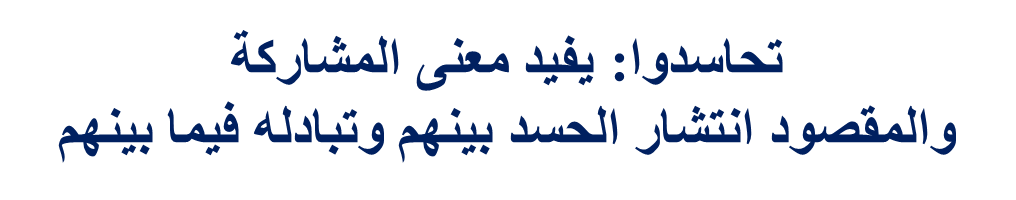 تحاسدوا: يفيد معنى المشاركة
والمقصود انتشار الحسد بينهم وتبادله فيما بينهم